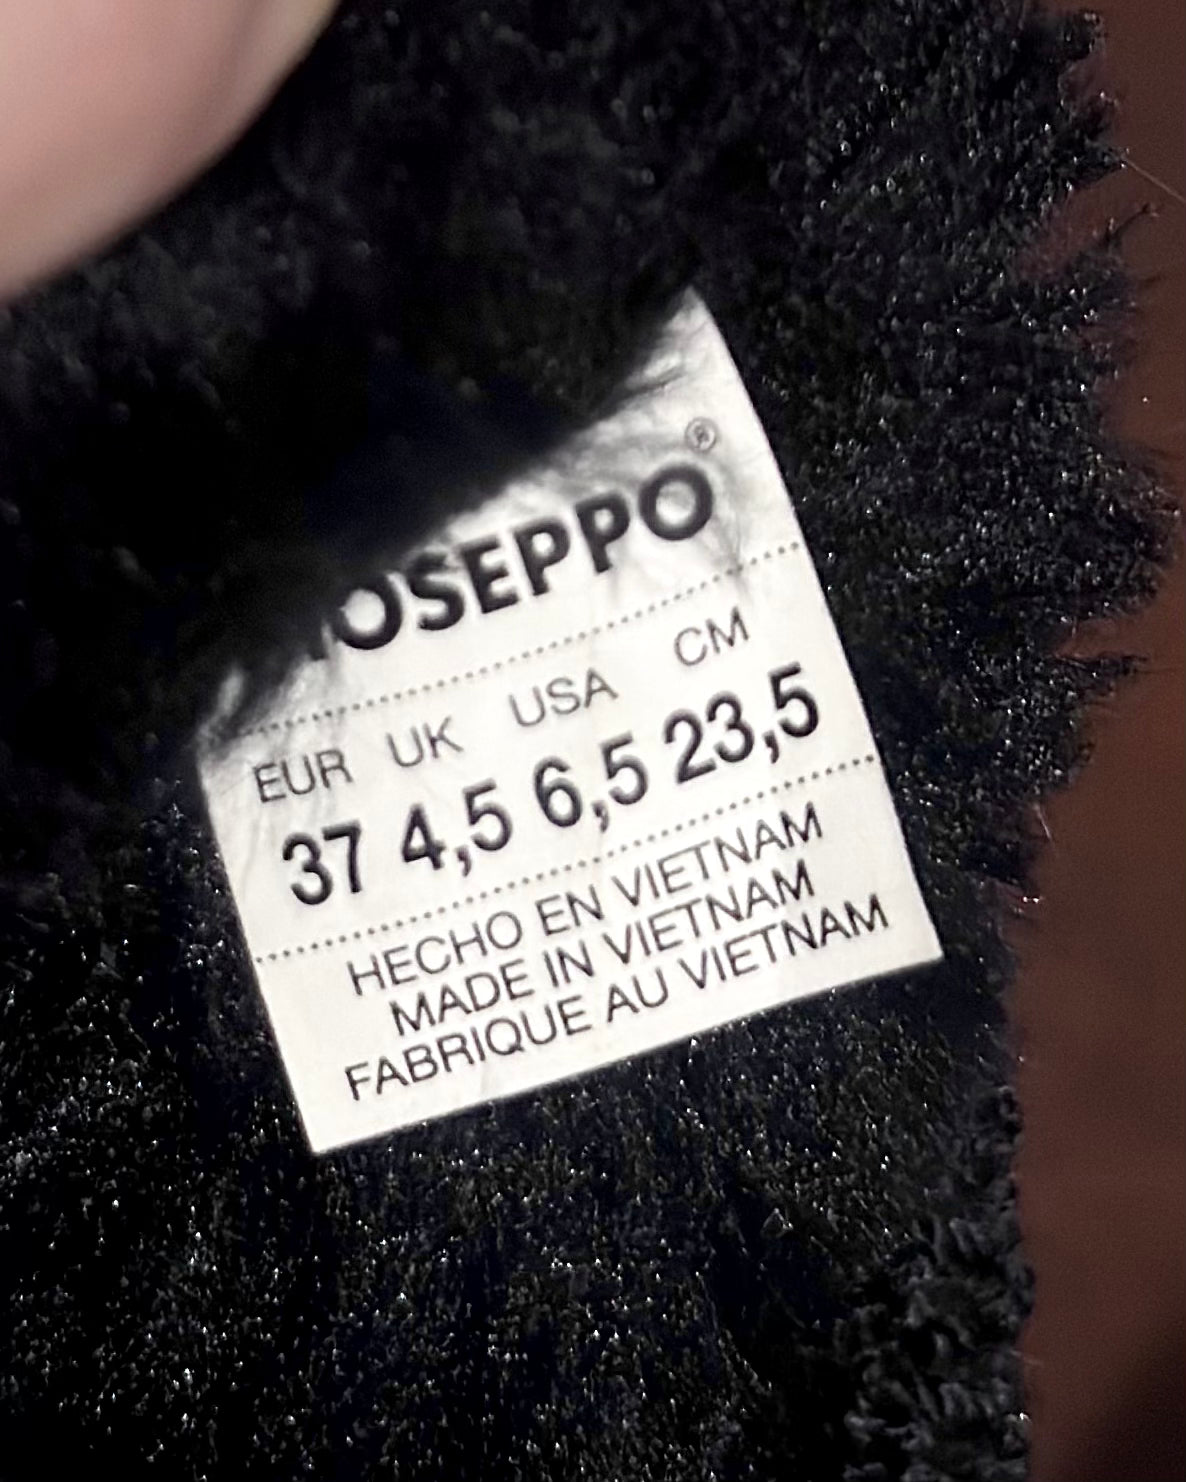 IOSEPPO®
EUR UK USA CM
37 4,5 6,5 23,5
HECHO EN VIETNAM
MADE IN VIETNAM
FABRIQUE AU VIETNAM